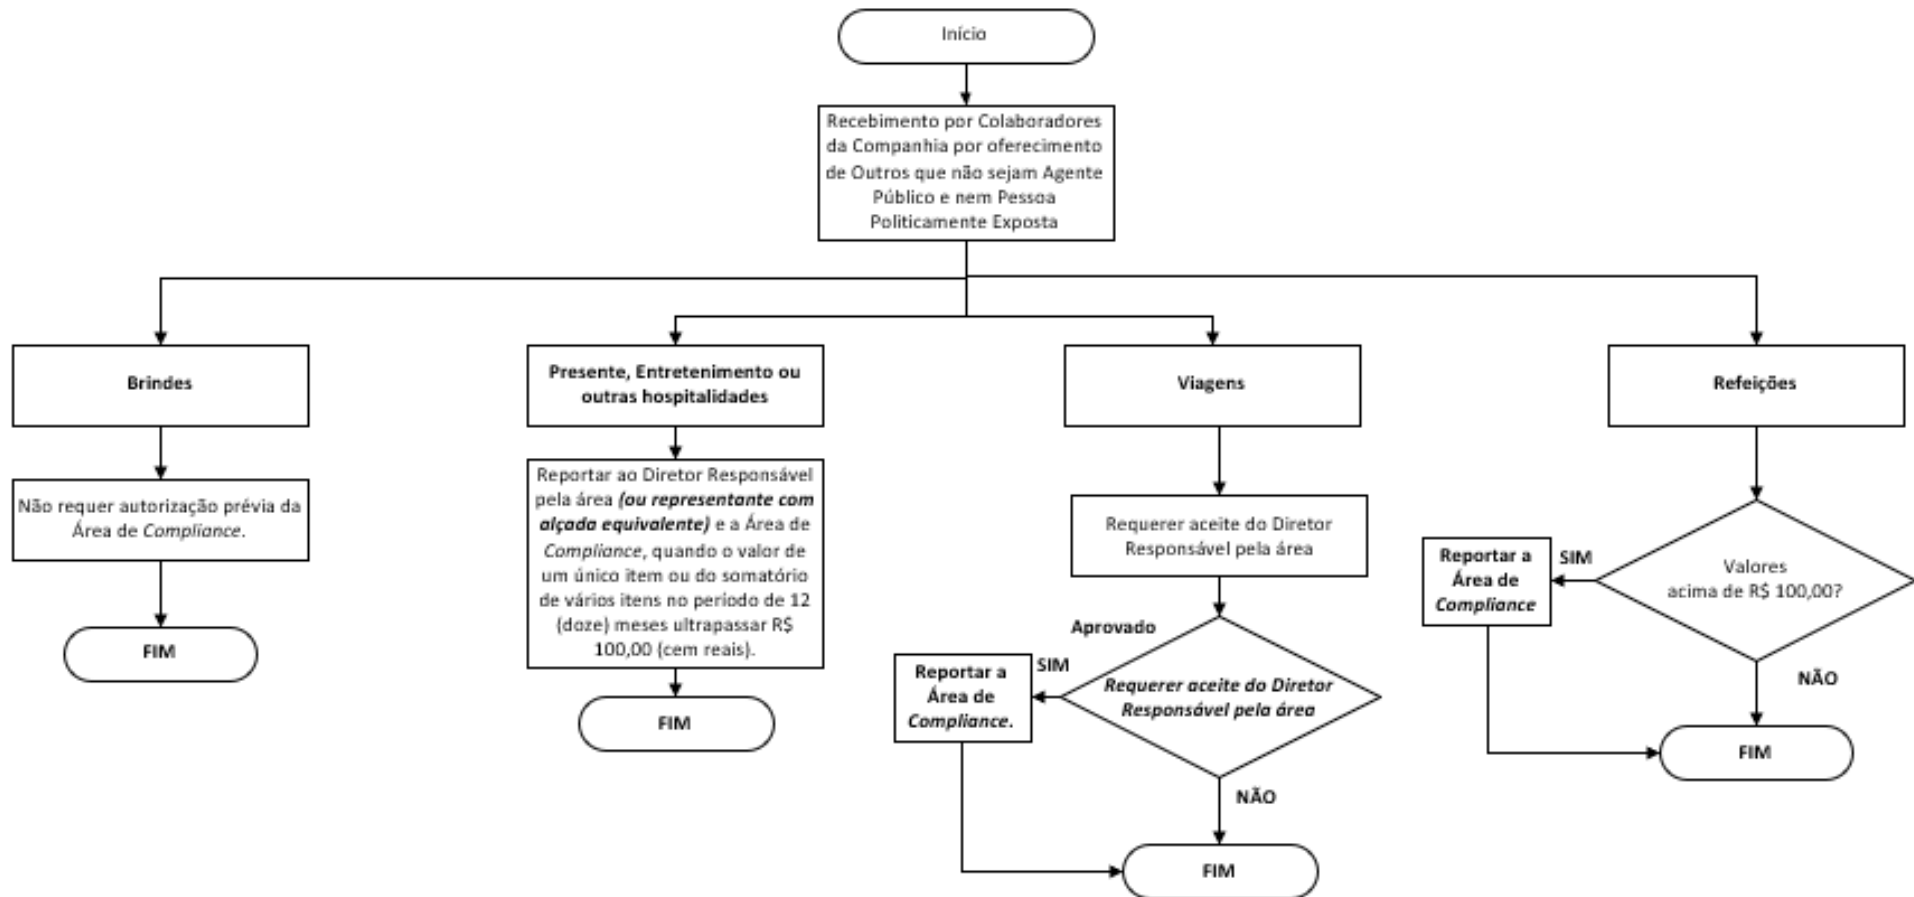 Início
Recebimento por Colaboradores
da Companhia por oferecimento
de Outros que não sejam Agente
Público e nem Pessoa
Politicamente Exposta
Brindes
Não requer autorização prévia da
Área de Compliance.
FIM
Presente, Entretenimento ou
outras hospitalidades
Reportar ao Diretor Responsável
pela área (ou representante com
alçada equivalente) e a Área de
Compliance, quando o valor de
um único item ou do somatório
de vários itens no período de 12
(doze) meses ultrapassar R$
100,00 (cem reais).
FIM
Viagens
Requerer aceite do Diretor
Responsável pela área
Aprovado
SIM
Reportar a
Área de
Compliance.
Requerer aceite do Diretor
Responsável pela área
NÃO
FIM
Refeições
Valores
acima de R$ 100,00?
SIM
Reportar a
Área de
Compliance
NÃO
FIM